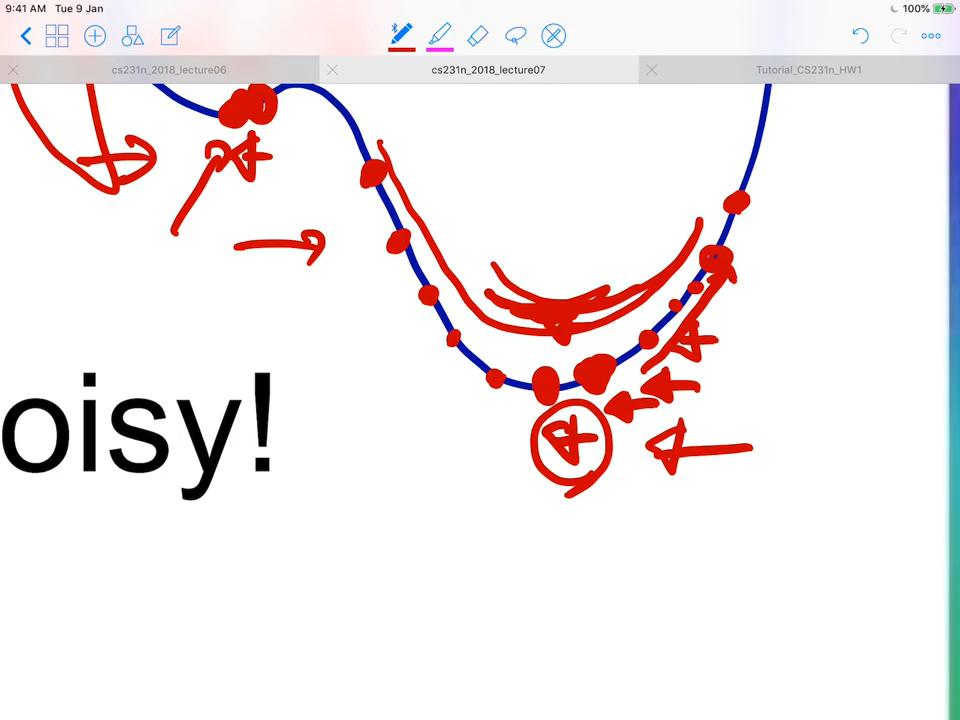 9:41 AM Tue 9 Jan
100%
cs231n_2018_lecture06
cs231n_2018_lecture07
Tutorial_CS231n_HW1
oisy!